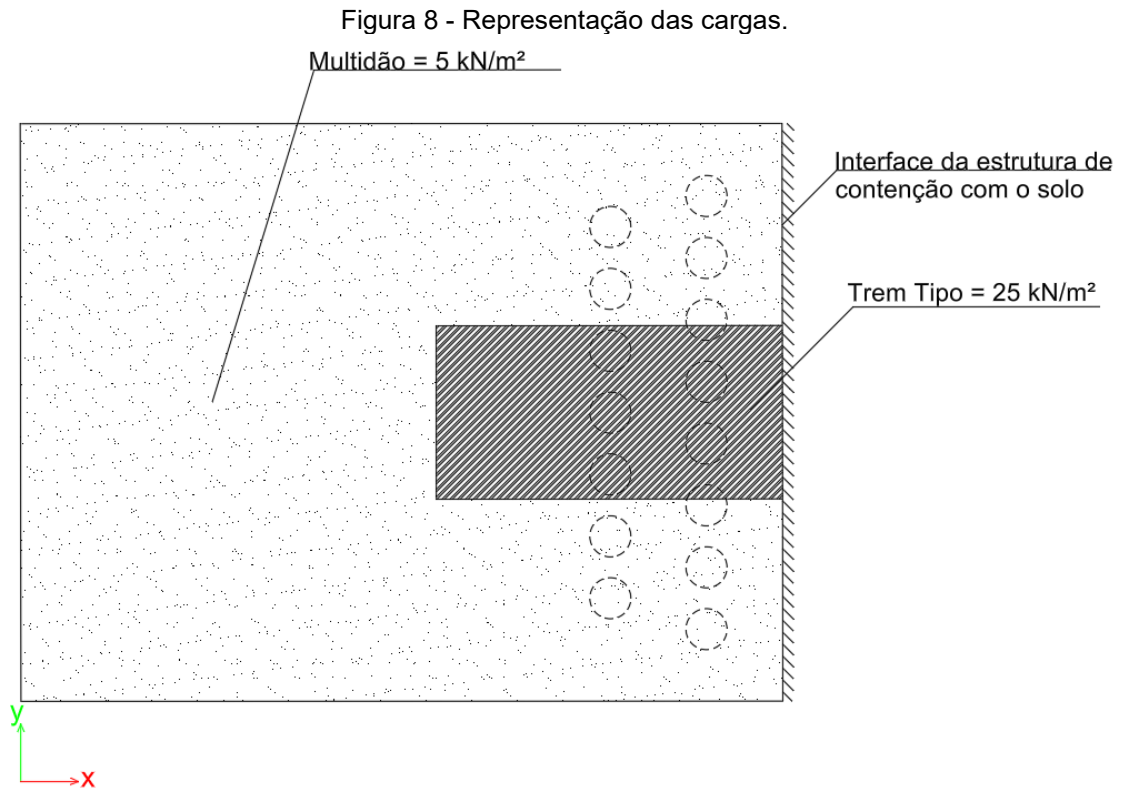 Figura 8 - Representação das cargas.
Multidão = 5 kN/m²
Interface da estrutura de
contenção com o solo
Trem Tipo = 25 kN/m²
y
x